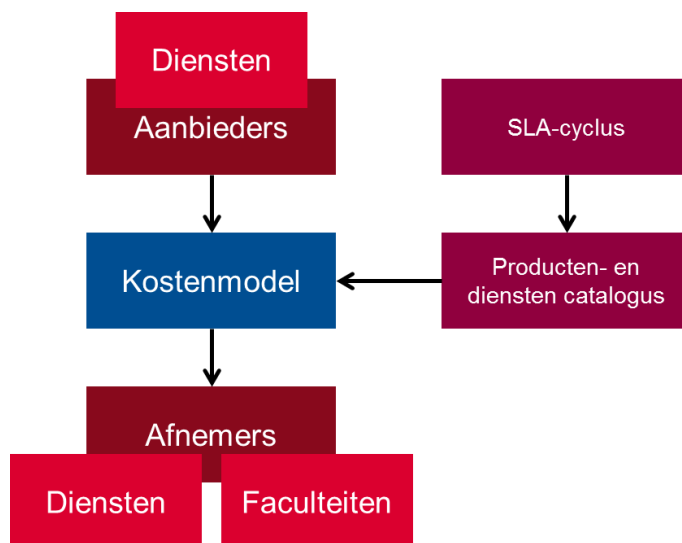 Diensten
Aanbieders
SLA-cyclus
Kostenmodel
Producten- en
diensten catalogus
Afnemers
Diensten
Faculteiten